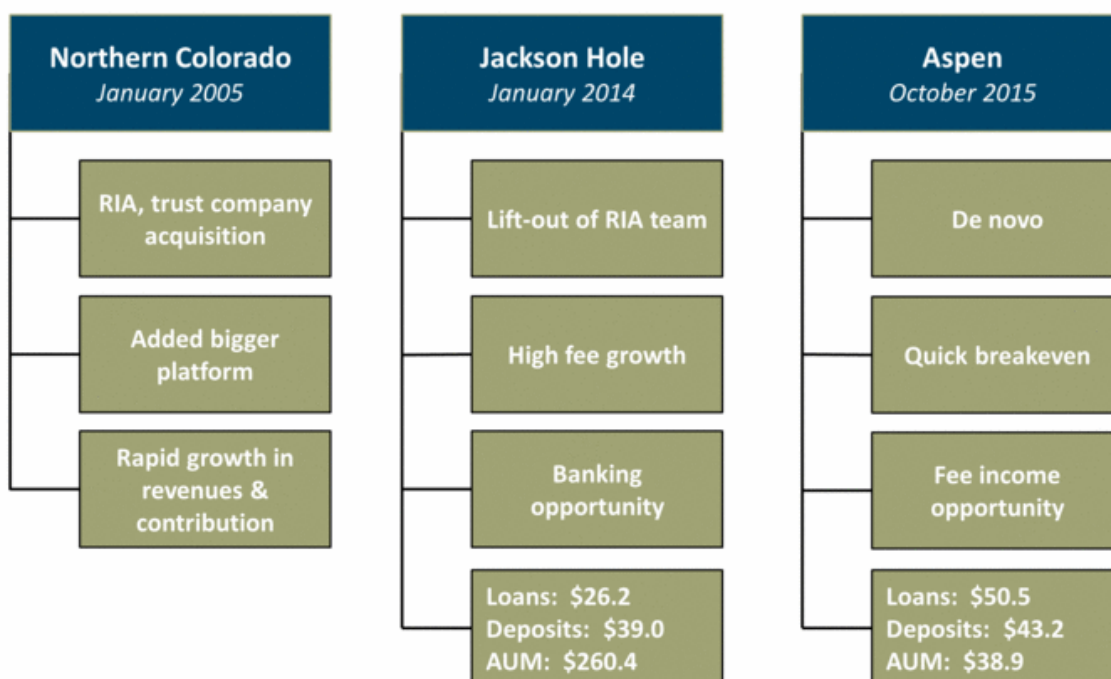 Northern Colorado
January 2005
RIA, trust company
acquisition
Added bigger
platform
Rapid growth in
revenues &
contribution
Jackson Hole
January 2014
Lift-out of RIA team
High fee growth
Banking
opportunity
Loans: $26.2
Deposits: $39.0
AUM: $260.4
Aspen
October 2015
De novo
Quick breakeven
Fee income
opportunity
Loans: $50.5
Deposits: $43.2
AUM: $38.9